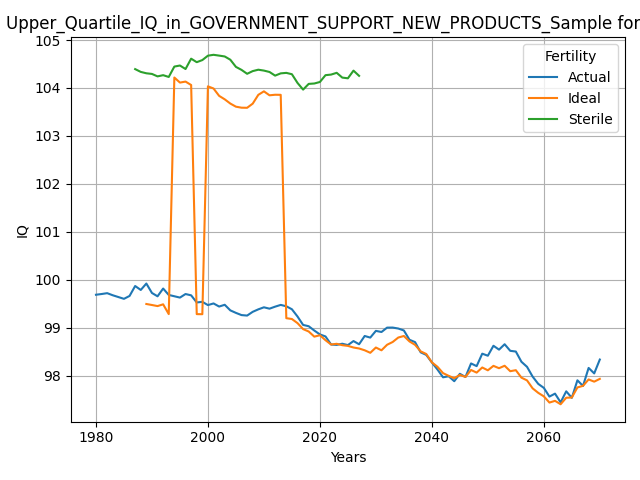 Upper_Quartile_IQ_in_GOVERNMENT_SUPPORT_NEW_PRODUCTS_Sample for
105
104
103
102
101
100
99
98
IQ
Fertility
Actual
Ideal
Sterile
1980
2000
2020
2040
2060
Years